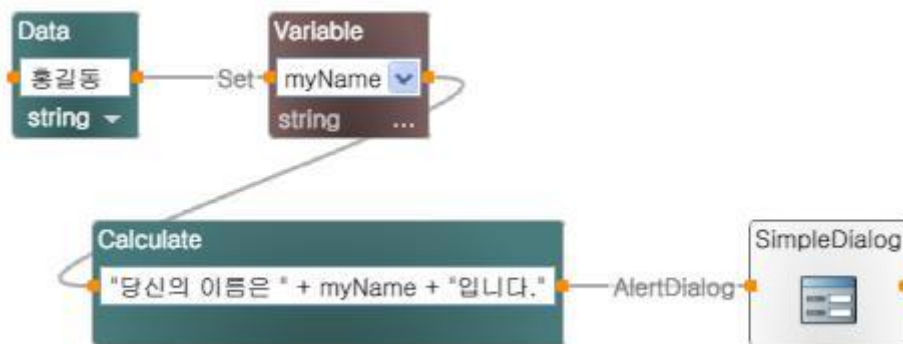 Data
홍길동
string
Set
Variable
myName
string ...
Calculate
"당신의 이름은 " + myName + "입니다."
AlertDialog
SimpleDialog